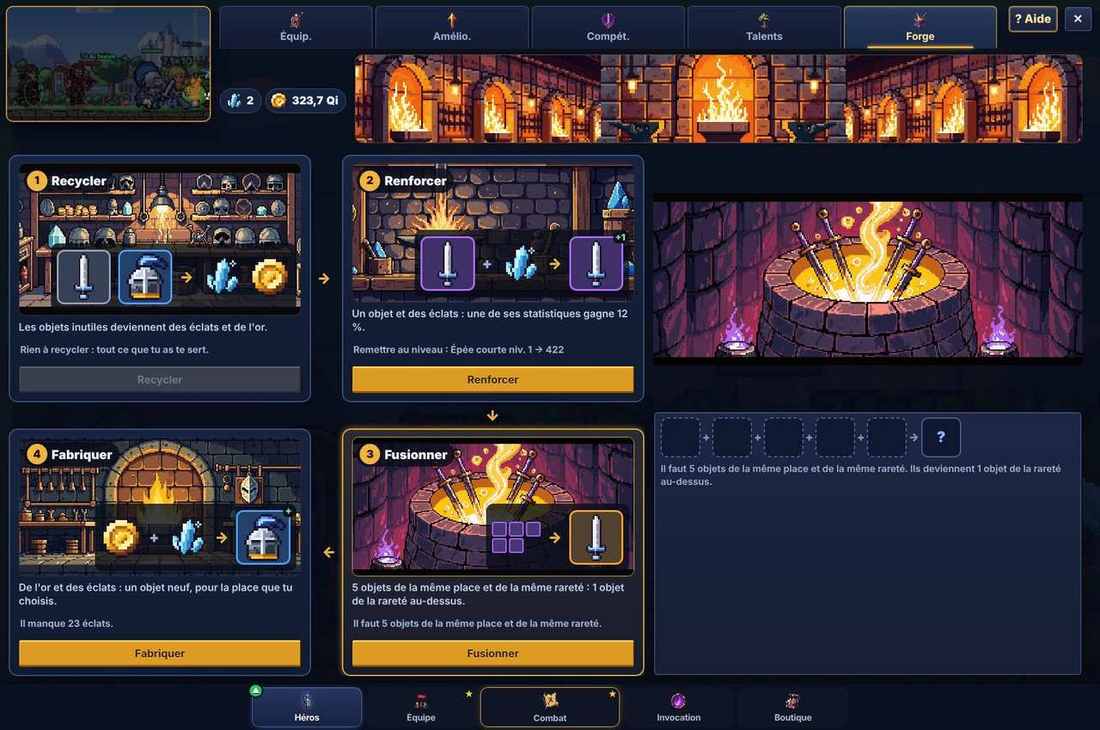 Équip.
Amélio.
Compét.
Talents
Forge
? Aide
×
2
323,7 Qi
1 Recycler
Les objets inutiles deviennent des éclats et de l'or.
Rien à recycler : tout ce que tu as te sert.
Recycler
2 Renforcer
+
+1
Un objet et des éclats : une de ses statistiques gagne 12
%.
Remettre au niveau : Épée courte niv. 1 → 422
Renforcer
4 Fabriquer
+
+
De l'or et des éclats : un objet neuf, pour la place que tu
choisis.
Il manque 23 éclats.
Fabriquer
3 Fusionner
5 objets de la même place et de la même rareté : 1 objet
de la rareté au-dessus.
Il faut 5 objets de la même place et de la même rareté.
Fusionner
+ + + + → ?
Il faut 5 objets de la même place et de la même rareté. Ils deviennent 1 objet de la rareté
au-dessus.
Héros
Équipe
Combat
Invocation
Boutique